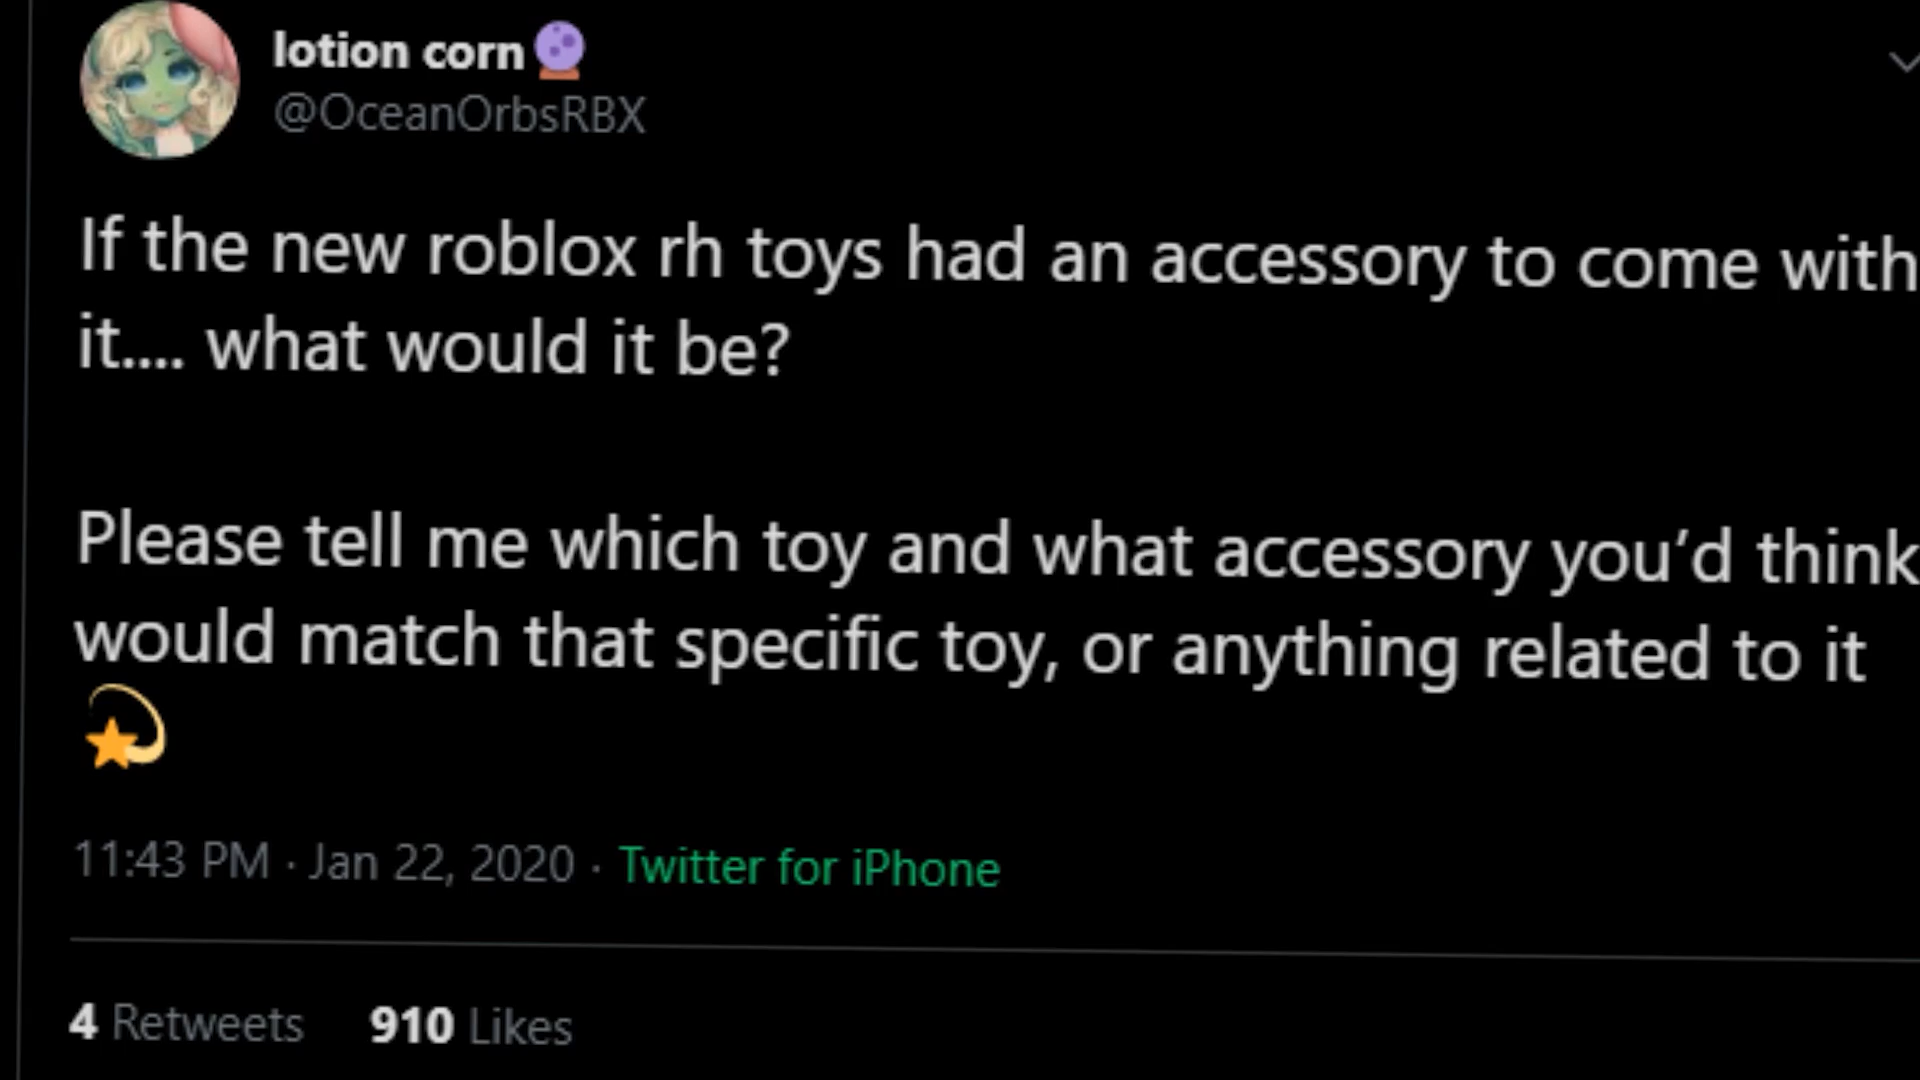 lotion corn
@OceanOrbsRBX
If the new roblox rh toys had an accessory to come with
it.... what would it be?
Please tell me which toy and what accessory you'd think
would match that specific toy, or anything related to it
11:43 PM · Jan 22, 2020 · Twitter for iPhone
4 Retweets 910 Likes